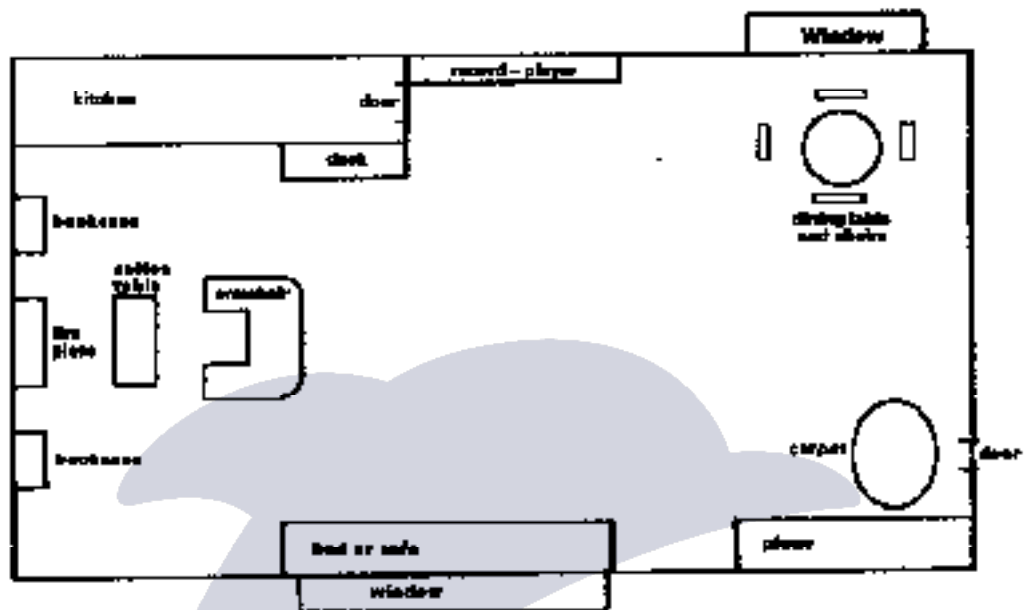 Window
record-player
kitchen
door
desk
bookcase
dining table
and chairs
coffee
table
armchair
fire
place
carpet
door
bookcase
bed or sofa
piano
window